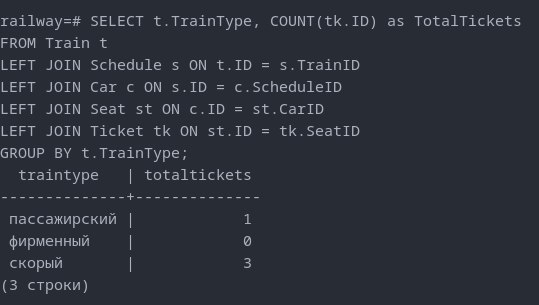 railway=# SELECT t.TrainType, COUNT(tk.ID) as TotalTickets
FROM Train t
LEFT JOIN Schedule s ON t.ID = s.TrainID
LEFT JOIN Car c ON s.ID = c.ScheduleID
LEFT JOIN Seat st ON c.ID = st.CarID
LEFT JOIN Ticket tk ON st.ID = tk.SeatID
GROUP BY t.TrainType;
  traintype   | totaltickets
--------------+--------------
 пассажирский |            1
 фирменный    |            0
 скорый       |            3
(3 строки)